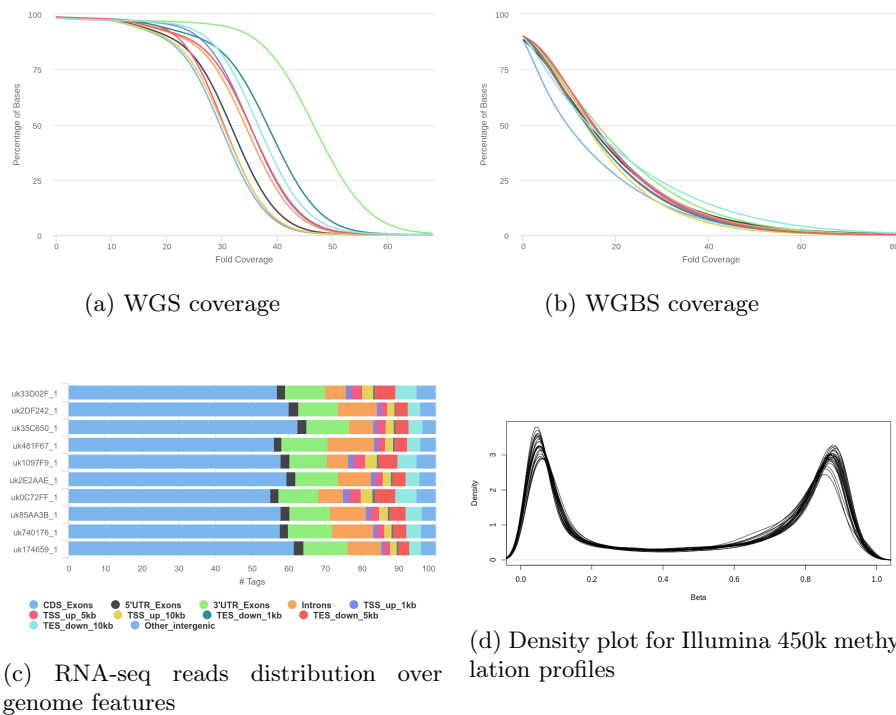 100
75
50
25
0
Percentage of Bases
0 10 20 30 40 50 60
Fold Coverage
(a) WGS coverage
100
75
50
25
0
Percentage of Bases
0 20 40 60 80
Fold Coverage
(b) WGBS coverage
uk33D02F_1
uk2DF242_1
uk35C650_1
uk481F67_1
uk1097F9_1
uk2E2AAE_1
uk0C72FF_1
uk85AA3B_1
uk740176_1
uk174659_1
0 10 20 30 40 50 60 70 80 90 100
# Tags
CDS_Exons 5'UTR_Exons 3'UTR_Exons Introns TSS_up_1kb
TSS_up_5kb TSS_up_10kb TES_down_1kb TES_down_5kb
TES_down_10kb Other_intergenic
(c) RNA-seq reads distribution over
genome features
Density
3
2
1
0
0.0 0.2 0.4 0.6 0.8 1.0
Beta
(d) Density plot for Illumina 450k methy
lation profiles